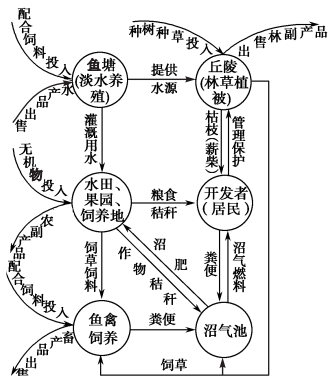 配合饲料投入
种树种草投入
出售林副产品
鱼塘
(淡水养
殖)
提供
水源
丘陵
(林草植
被)
出售水产品
灌溉用水
枯枝(薪柴)
管理保护
无机物投入
水田、
果园、
饲养地
粮食
秸秆
开发者
(居民)
农副产品
饲草饲料
作物秸秆
沼肥
粪便
沼气燃料
配合饲料投入
鱼禽
饲养
粪便
沼气池
出售畜产品
饲草